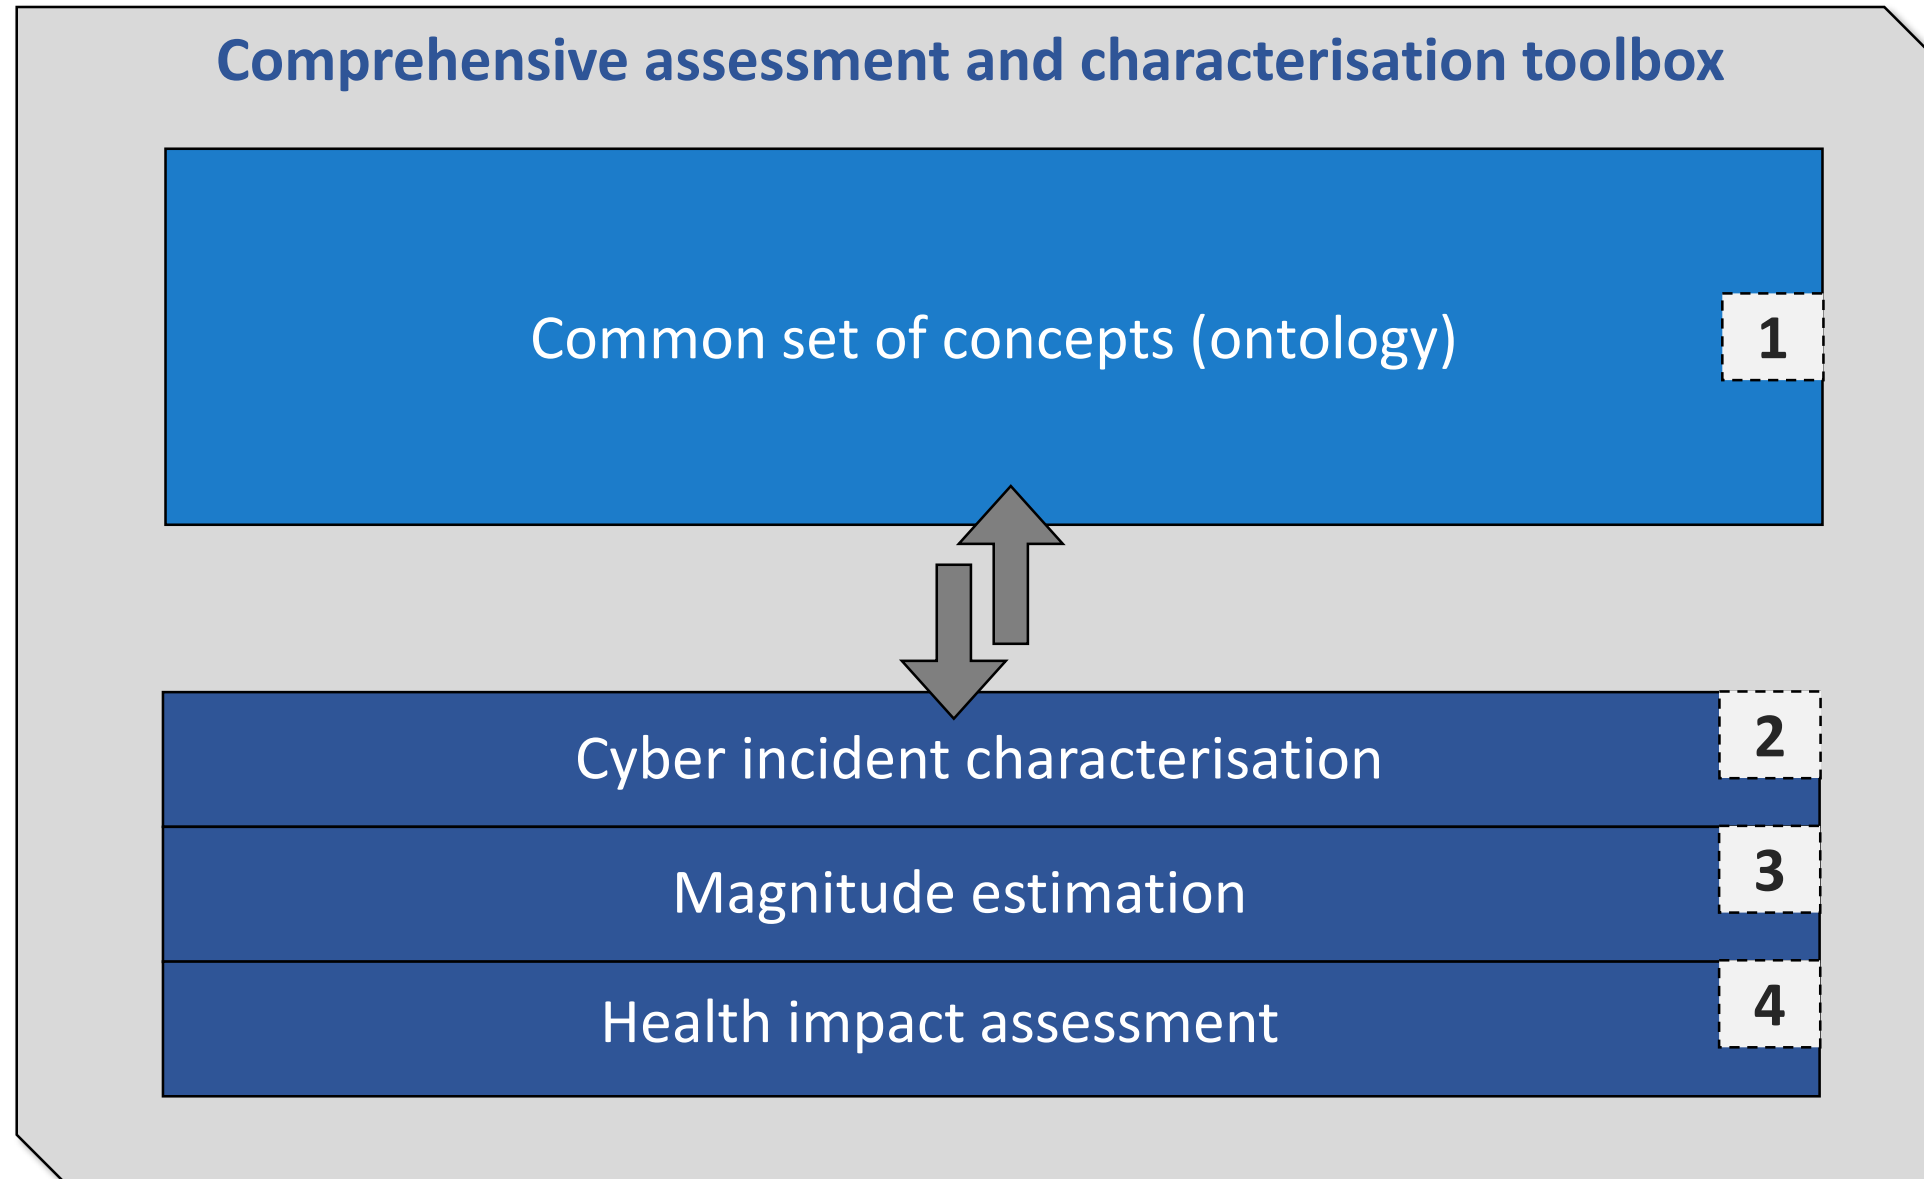 Comprehensive assessment and characterisation toolbox
Common set of concepts (ontology)
1
Cyber incident characterisation
2
Magnitude estimation
3
Health impact assessment
4